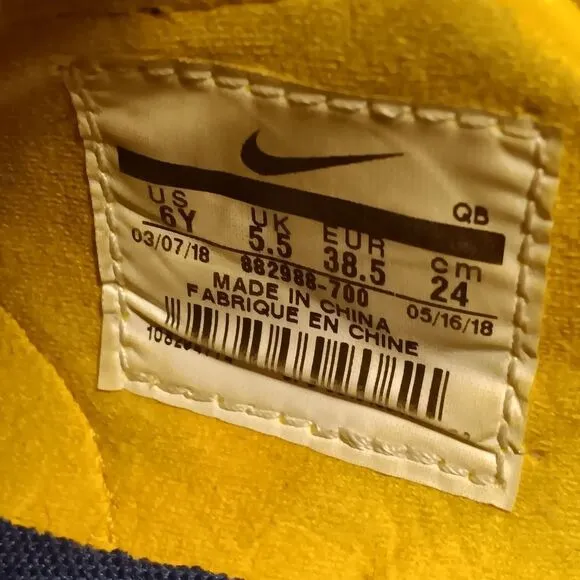 QB
US UK EUR cm
6Y 5.5 38.5 24
03/07/18 882988-700 05/16/18
MADE IN CHINA
FABRIQUE EN CHINE